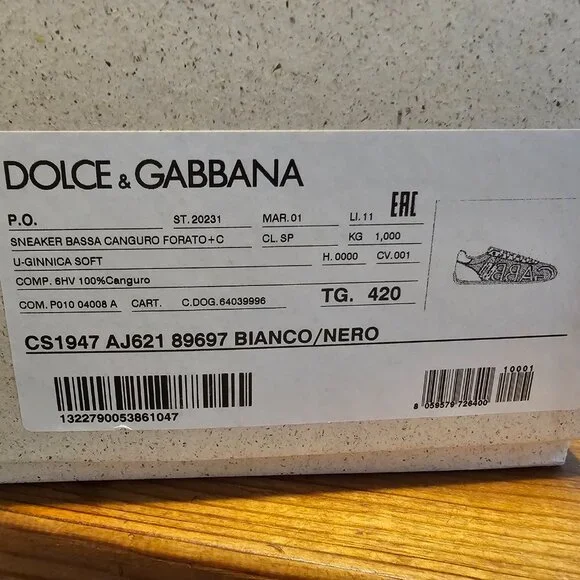 DOLCE & GABBANA
P.O. ST. 20231 MAR. 01 LI. 11 EAC
SNEAKER BASSA CANGURO FORATO+C CL. SP KG 1,000
U-GINNICA SOFT H. 0000 CV. 001
COMP. 6HV 100%Canguro
COM. P010 04008 A CART. C.DOG. 64039996 TG. 420
CS1947 AJ621 89697 BIANCO/NERO
10001
1322790053861047
8 059579 726400